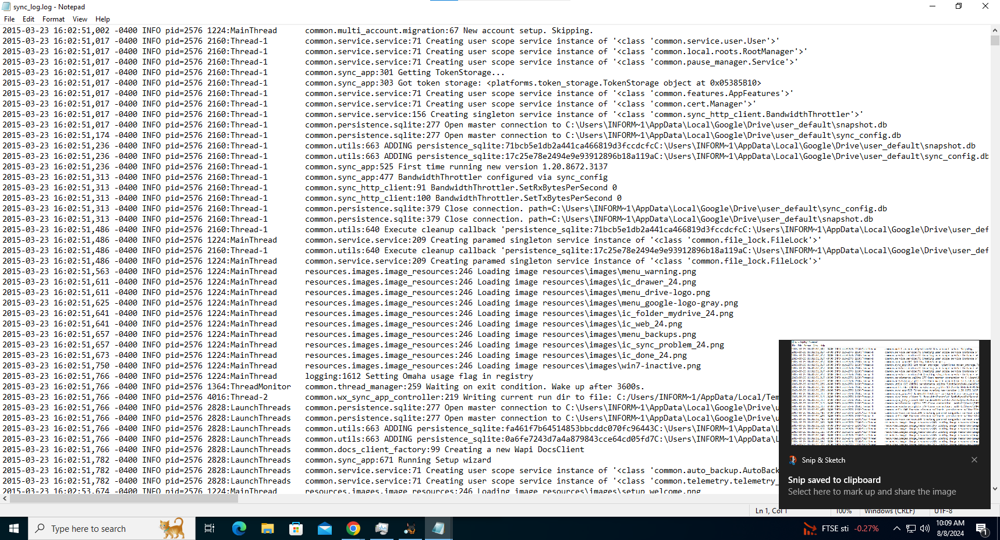 sync_log.log - Notepad
File Edit Format View Help
2015-03-23 16:02:51,002 -0400 INFO pid=2576 1224:MainThread common.multi_account.migration:67 New account setup. Skipping.
2015-03-23 16:02:51,017 -0400 INFO pid=2576 2160:Thread-1 common.service.service:71 Creating user scope service instance of '<class 'common.service.user.User'>'
2015-03-23 16:02:51,017 -0400 INFO pid=2576 2160:Thread-1 common.service.service:71 Creating user scope service instance of '<class 'common.local.roots.RootManager'>'
2015-03-23 16:02:51,017 -0400 INFO pid=2576 2160:Thread-1 common.service.service:71 Creating user scope service instance of '<class 'common.pause_manager.Service'>'
2015-03-23 16:02:51,017 -0400 INFO pid=2576 2160:Thread-1 common.sync_app:301 Getting TokenStorage...
2015-03-23 16:02:51,017 -0400 INFO pid=2576 2160:Thread-1 common.sync_app:303 Got token storage: <platforms.token_storage.TokenStorage object at 0x05385B10>
2015-03-23 16:02:51,017 -0400 INFO pid=2576 2160:Thread-1 common.service.service:71 Creating user scope service instance of '<class 'common.features.AppFeatures'>'
2015-03-23 16:02:51,017 -0400 INFO pid=2576 2160:Thread-1 common.service.service:71 Creating user scope service instance of '<class 'common.cert.Manager'>'
2015-03-23 16:02:51,017 -0400 INFO pid=2576 2160:Thread-1 common.service.service:156 Creating singleton service instance of '<class 'common.sync_http_client.BandwidthThrottler'>'
2015-03-23 16:02:51,017 -0400 INFO pid=2576 2160:Thread-1 common.persistence.sqlite:277 Open master connection to C:\Users\INFORM~1\AppData\Local\Google\Drive\user_default\snapshot.db
2015-03-23 16:02:51,174 -0400 INFO pid=2576 2160:Thread-1 common.persistence.sqlite:277 Open master connection to C:\Users\INFORM~1\AppData\Local\Google\Drive\user_default\sync_config.db
2015-03-23 16:02:51,236 -0400 INFO pid=2576 2160:Thread-1 common.utils:663 ADDING persistence_sqlite:71bcb5e1db2a441ca466819d3fccdcfcC:\Users\INFORM~1\AppData\Local\Google\Drive\user_default\snapshot.db
2015-03-23 16:02:51,236 -0400 INFO pid=2576 2160:Thread-1 common.utils:663 ADDING persistence_sqlite:17c25e78e2494e9e93912896b18a119aC:\Users\INFORM~1\AppData\Local\Google\Drive\user_default\sync_config.db
2015-03-23 16:02:51,236 -0400 INFO pid=2576 2160:Thread-1 common.sync_app:525 First time running new version 1.20.8672.3137
2015-03-23 16:02:51,313 -0400 INFO pid=2576 2160:Thread-1 common.sync_app:477 BandwidthThrottler configured via sync_config
2015-03-23 16:02:51,313 -0400 INFO pid=2576 2160:Thread-1 common.sync_http_client:91 BandwidthThrottler.SetRxBytesPerSecond 0
2015-03-23 16:02:51,313 -0400 INFO pid=2576 2160:Thread-1 common.sync_http_client:100 BandwidthThrottler.SetTxBytesPerSecond 0
2015-03-23 16:02:51,313 -0400 INFO pid=2576 2160:Thread-1 common.persistence.sqlite:379 Close connection. path=C:\Users\INFORM~1\AppData\Local\Google\Drive\user_default\sync_config.db
2015-03-23 16:02:51,313 -0400 INFO pid=2576 2160:Thread-1 common.persistence.sqlite:379 Close connection. path=C:\Users\INFORM~1\AppData\Local\Google\Drive\user_default\snapshot.db
2015-03-23 16:02:51,486 -0400 INFO pid=2576 2160:Thread-1 common.utils:640 Execute cleanup callback 'persistence_sqlite:71bcb5e1db2a441ca466819d3fccdcfcC:\Users\INFORM~1\AppData\Local\Google\Drive\user_def
2015-03-23 16:02:51,486 -0400 INFO pid=2576 1224:MainThread common.service.service:209 Creating paramed singleton service instance of '<class 'common.file_lock.FileLock'>'
2015-03-23 16:02:51,486 -0400 INFO pid=2576 2160:Thread-1 common.utils:640 Execute cleanup callback 'persistence_sqlite:17c25e78e2494e9e93912896b18a119aC:\Users\INFORM~1\AppData\Local\Google\Drive\user_def
2015-03-23 16:02:51,486 -0400 INFO pid=2576 1224:MainThread common.service.service:209 Creating paramed singleton service instance of '<class 'common.file_lock.FileLock'>'
2015-03-23 16:02:51,563 -0400 INFO pid=2576 1224:MainThread resources.images.image_resources:246 Loading image resources\images\menu_warning.png
2015-03-23 16:02:51,611 -0400 INFO pid=2576 1224:MainThread resources.images.image_resources:246 Loading image resources\images\ic_drawer_24.png
2015-03-23 16:02:51,611 -0400 INFO pid=2576 1224:MainThread resources.images.image_resources:246 Loading image resources\images\menu_drive-logo.png
2015-03-23 16:02:51,625 -0400 INFO pid=2576 1224:MainThread resources.images.image_resources:246 Loading image resources\images\menu_google-logo-gray.png
2015-03-23 16:02:51,641 -0400 INFO pid=2576 1224:MainThread resources.images.image_resources:246 Loading image resources\images\ic_folder_mydrive_24.png
2015-03-23 16:02:51,641 -0400 INFO pid=2576 1224:MainThread resources.images.image_resources:246 Loading image resources\images\ic_web_24.png
2015-03-23 16:02:51,657 -0400 INFO pid=2576 1224:MainThread resources.images.image_resources:246 Loading image resources\images\menu_backups.png
2015-03-23 16:02:51,657 -0400 INFO pid=2576 1224:MainThread resources.images.image_resources:246 Loading image resources\images\ic_sync_problem_24.png
2015-03-23 16:02:51,673 -0400 INFO pid=2576 1224:MainThread resources.images.image_resources:246 Loading image resources\images\ic_done_24.png
2015-03-23 16:02:51,750 -0400 INFO pid=2576 1224:MainThread resources.images.image_resources:246 Loading image resources\images\win7-inactive.png
2015-03-23 16:02:51,766 -0400 INFO pid=2576 1224:MainThread logging:1612 Setting Omaha usage flag in registry
2015-03-23 16:02:51,766 -0400 INFO pid=2576 1364:ThreadMonitor common.thread_manager:259 Waiting on exit condition. Wake up after 3600s.
2015-03-23 16:02:51,766 -0400 INFO pid=2576 4016:Thread-2 common.wx_sync_app_controller:219 Writing current run dir to file: C:/Users/INFORM~1/AppData/Local/Tem
2015-03-23 16:02:51,766 -0400 INFO pid=2576 2828:LaunchThreads common.persistence.sqlite:277 Open master connection to C:\Users\INFORM~1\AppData\Local\Google\Drive\u
2015-03-23 16:02:51,766 -0400 INFO pid=2576 2828:LaunchThreads common.persistence.sqlite:277 Open master connection to C:\Users\INFORM~1\AppData\Local\Google\Drive\u
2015-03-23 16:02:51,766 -0400 INFO pid=2576 2828:LaunchThreads common.utils:663 ADDING persistence_sqlite:fa461f7b64514853bbcddc070fc96443C:\Users\INFORM~1\AppData\L
2015-03-23 16:02:51,766 -0400 INFO pid=2576 2828:LaunchThreads common.utils:663 ADDING persistence_sqlite:0a6fe7243d7a4a879843cce64cd05fd7C:\Users\INFORM~1\AppData\L
2015-03-23 16:02:51,766 -0400 INFO pid=2576 2828:LaunchThreads common.docs_client_factory:99 Creating a new Wapi DocsClient
2015-03-23 16:02:51,782 -0400 INFO pid=2576 2828:LaunchThreads common.sync_app:671 Running Setup wizard
2015-03-23 16:02:51,782 -0400 INFO pid=2576 2828:LaunchThreads common.service.service:71 Creating user scope service instance of '<class 'common.auto_backup.AutoBack
2015-03-23 16:02:51,782 -0400 INFO pid=2576 2828:LaunchThreads common.service.service:71 Creating user scope service instance of '<class 'common.telemetry.telemetry_
2015-03-23 16:02:53,674 -0400 INFO pid=2576 1224:MainThread resources.images.image_resources:246 Loading image resources\images\setup_welcome.png
Snip & Sketch
Snip saved to clipboard
Select here to mark up and share the image
Ln 1, Col 1 100% Windows (CRLF) UTF-8
Type here to search
FTSE sti -0.27%
10:09 AM
8/8/2024
1